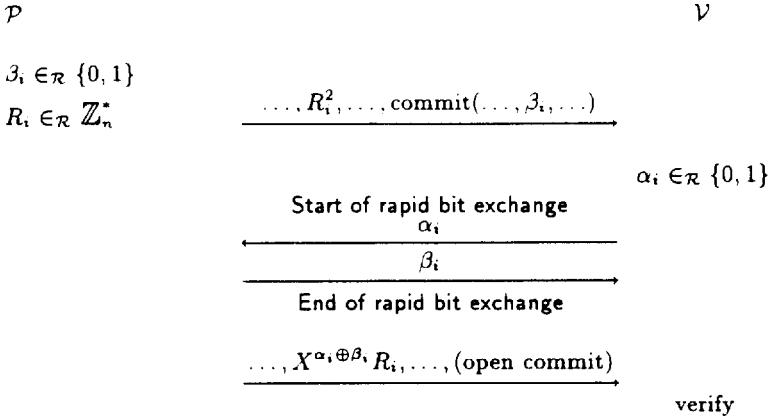 𝒫 𝒱
β_i ∈_ℛ {0, 1}
R_i ∈_ℛ ℤ_n^*
…, R_i^2, …, commit(…, β_i, …)
α_i ∈_ℛ {0, 1}
Start of rapid bit exchange
α_i
β_i
End of rapid bit exchange
…, X^{α_i⊕β_i} R_i, …, (open commit)
verify